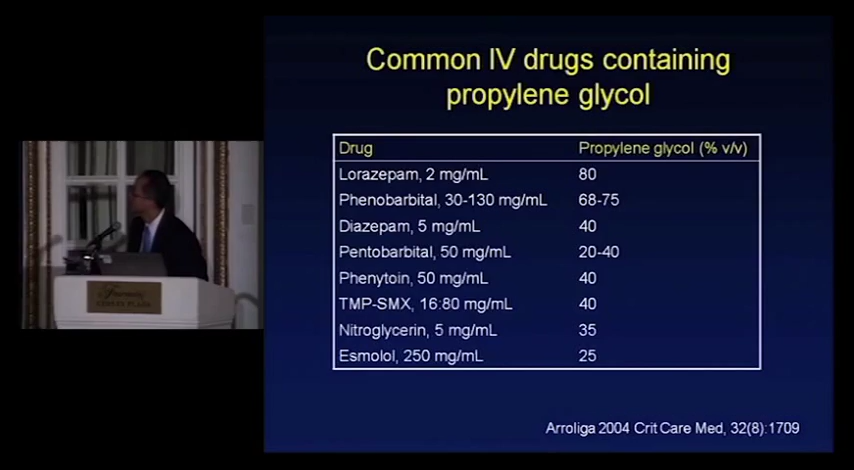 Common IV drugs containing
propylene glycol
Drug Propylene glycol (% v/v)
Lorazepam, 2 mg/mL 80
Phenobarbital, 30-130 mg/mL 68-75
Diazepam, 5 mg/mL 40
Pentobarbital, 50 mg/mL 20-40
Phenytoin, 50 mg/mL 40
TMP-SMX, 16:80 mg/mL 40
Nitroglycerin, 5 mg/mL 35
Esmolol, 250 mg/mL 25
Arroliga 2004 Crit Care Med, 32(8):1709